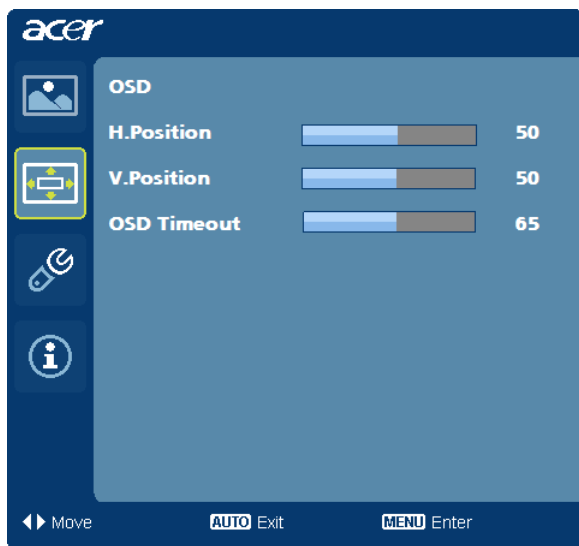 acer
OSD
H.Position 50
V.Position 50
OSD Timeout 65
Move AUTO Exit MENU Enter